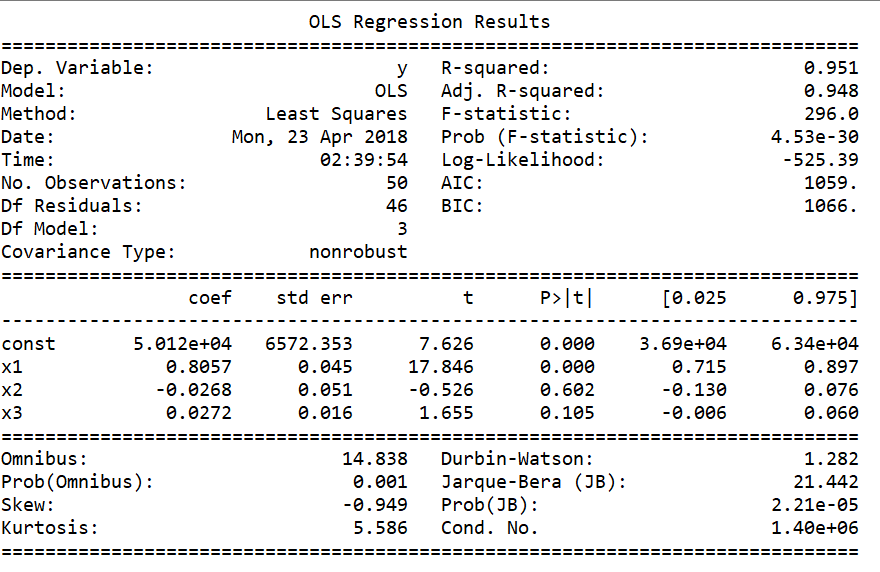 OLS Regression Results
==============================================================================
Dep. Variable:                      y   R-squared:                       0.951
Model:                            OLS   Adj. R-squared:                  0.948
Method:                 Least Squares   F-statistic:                     296.0
Date:                Mon, 23 Apr 2018   Prob (F-statistic):           4.53e-30
Time:                        02:39:54   Log-Likelihood:                -525.39
No. Observations:                  50   AIC:                             1059.
Df Residuals:                      46   BIC:                             1066.
Df Model:                           3
Covariance Type:            nonrobust
==============================================================================
                 coef    std err          t      P>|t|      [0.025      0.975]
------------------------------------------------------------------------------
const       5.012e+04   6572.353      7.626      0.000    3.69e+04    6.34e+04
x1             0.8057      0.045     17.846      0.000       0.715       0.897
x2            -0.0268      0.051     -0.526      0.602      -0.130       0.076
x3             0.0272      0.016      1.655      0.105      -0.006       0.060
==============================================================================
Omnibus:                       14.838   Durbin-Watson:                   1.282
Prob(Omnibus):                  0.001   Jarque-Bera (JB):               21.442
Skew:                          -0.949   Prob(JB):                     2.21e-05
Kurtosis:                       5.586   Cond. No.                     1.40e+06
==============================================================================